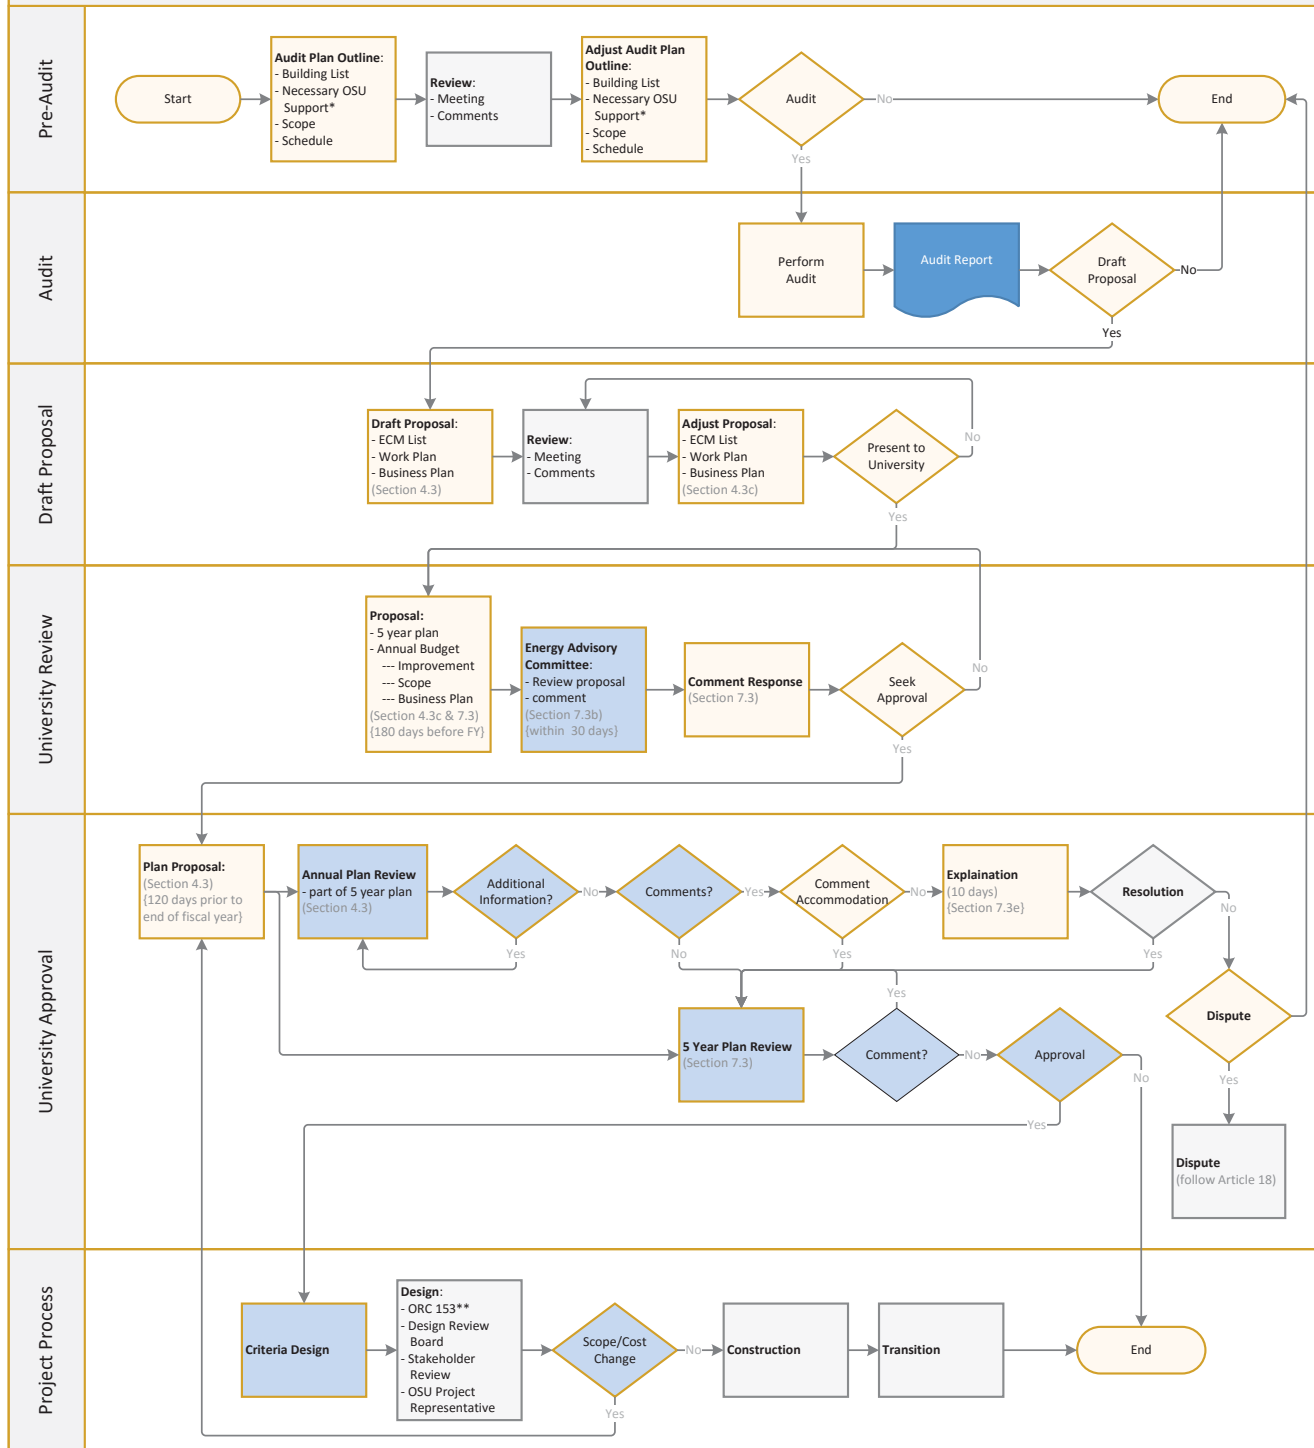 Pre-Audit
Start
Audit Plan Outline:
- Building List
- Necessary OSU
Support*
- Scope
- Schedule
Review:
- Meeting
- Comments
Adjust Audit Plan
Outline:
- Building List
- Necessary OSU
Support*
- Scope
- Schedule
Audit
No
Yes
End
Audit
Perform
Audit
Audit Report
Draft
Proposal
No
Yes
Draft Proposal
Draft Proposal:
- ECM List
- Work Plan
- Business Plan
(Section 4.3)
Review:
- Meeting
- Comments
Adjust Proposal:
- ECM List
- Work Plan
- Business Plan
(Section 4.3c)
Present to
University
No
Yes
University Review
Proposal:
- 5 year plan
- Annual Budget
--- Improvement
--- Scope
--- Business Plan
(Section 4.3c & 7.3)
{180 days before FY}
Energy Advisory
Committee:
- Review proposal
- comment
(Section 7.3b)
{within 30 days}
Comment Response
(Section 7.3)
Seek
Approval
No
Yes
University Approval
Plan Proposal:
(Section 4.3)
{120 days prior to
end of fiscal year}
Annual Plan Review
- part of 5 year plan
(Section 4.3)
Additional
Information?
No
Yes
Comments?
Yes
No
Comment
Accommodation
No
Yes
Explaination
(10 days)
{Section 7.3e}
Resolution
No
Yes
5 Year Plan Review
(Section 7.3)
Yes
Comment?
No
Approval
No
Yes
Dispute
Yes
Dispute
(follow Article 18)
Project Process
Criteria Design
Design:
- ORC 153**
- Design Review
Board
- Stakeholder
Review
- OSU Project
Representative
Scope/Cost
Change
No
Yes
Construction
Transition
End